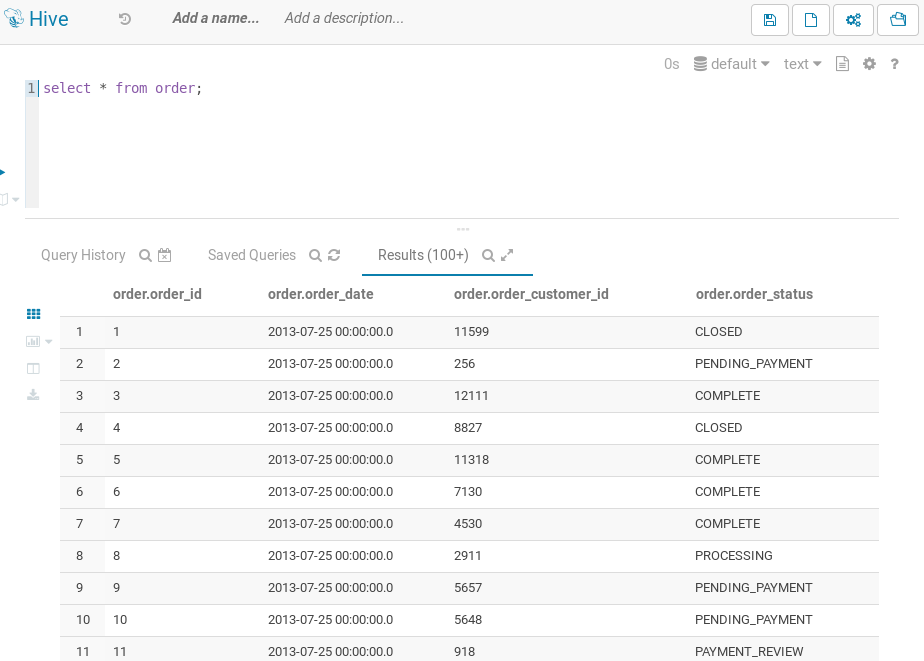 Hive Add a name... Add a description...
0s default text ?
1 select * from order;
Query History Saved Queries Results (100+)
order.order_id order.order_date order.order_customer_id order.order_status
1 1 2013-07-25 00:00:00.0 11599 CLOSED
2 2 2013-07-25 00:00:00.0 256 PENDING_PAYMENT
3 3 2013-07-25 00:00:00.0 12111 COMPLETE
4 4 2013-07-25 00:00:00.0 8827 CLOSED
5 5 2013-07-25 00:00:00.0 11318 COMPLETE
6 6 2013-07-25 00:00:00.0 7130 COMPLETE
7 7 2013-07-25 00:00:00.0 4530 COMPLETE
8 8 2013-07-25 00:00:00.0 2911 PROCESSING
9 9 2013-07-25 00:00:00.0 5657 PENDING_PAYMENT
10 10 2013-07-25 00:00:00.0 5648 PENDING_PAYMENT
11 11 2013-07-25 00:00:00.0 918 PAYMENT_REVIEW